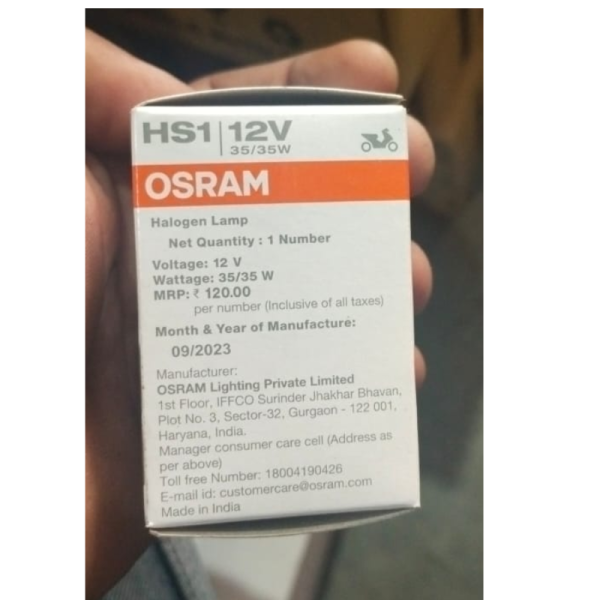 HS1 | 12V
35/35W
OSRAM
Halogen Lamp
Net Quantity : 1 Number
Voltage: 12 V
Wattage: 35/35 W
MRP: ₹ 120.00
per number (Inclusive of all taxes)
Month & Year of Manufacture:
09/2023
Manufacturer:
OSRAM Lighting Private Limited
1st Floor, IFFCO Surinder Jhakhar Bhavan,
Plot No. 3, Sector-32, Gurgaon - 122 001,
Haryana, India.
Manager consumer care cell (Address as
per above)
Toll free Number: 18004190426
E-mail id: customercare@osram.com
Made in India